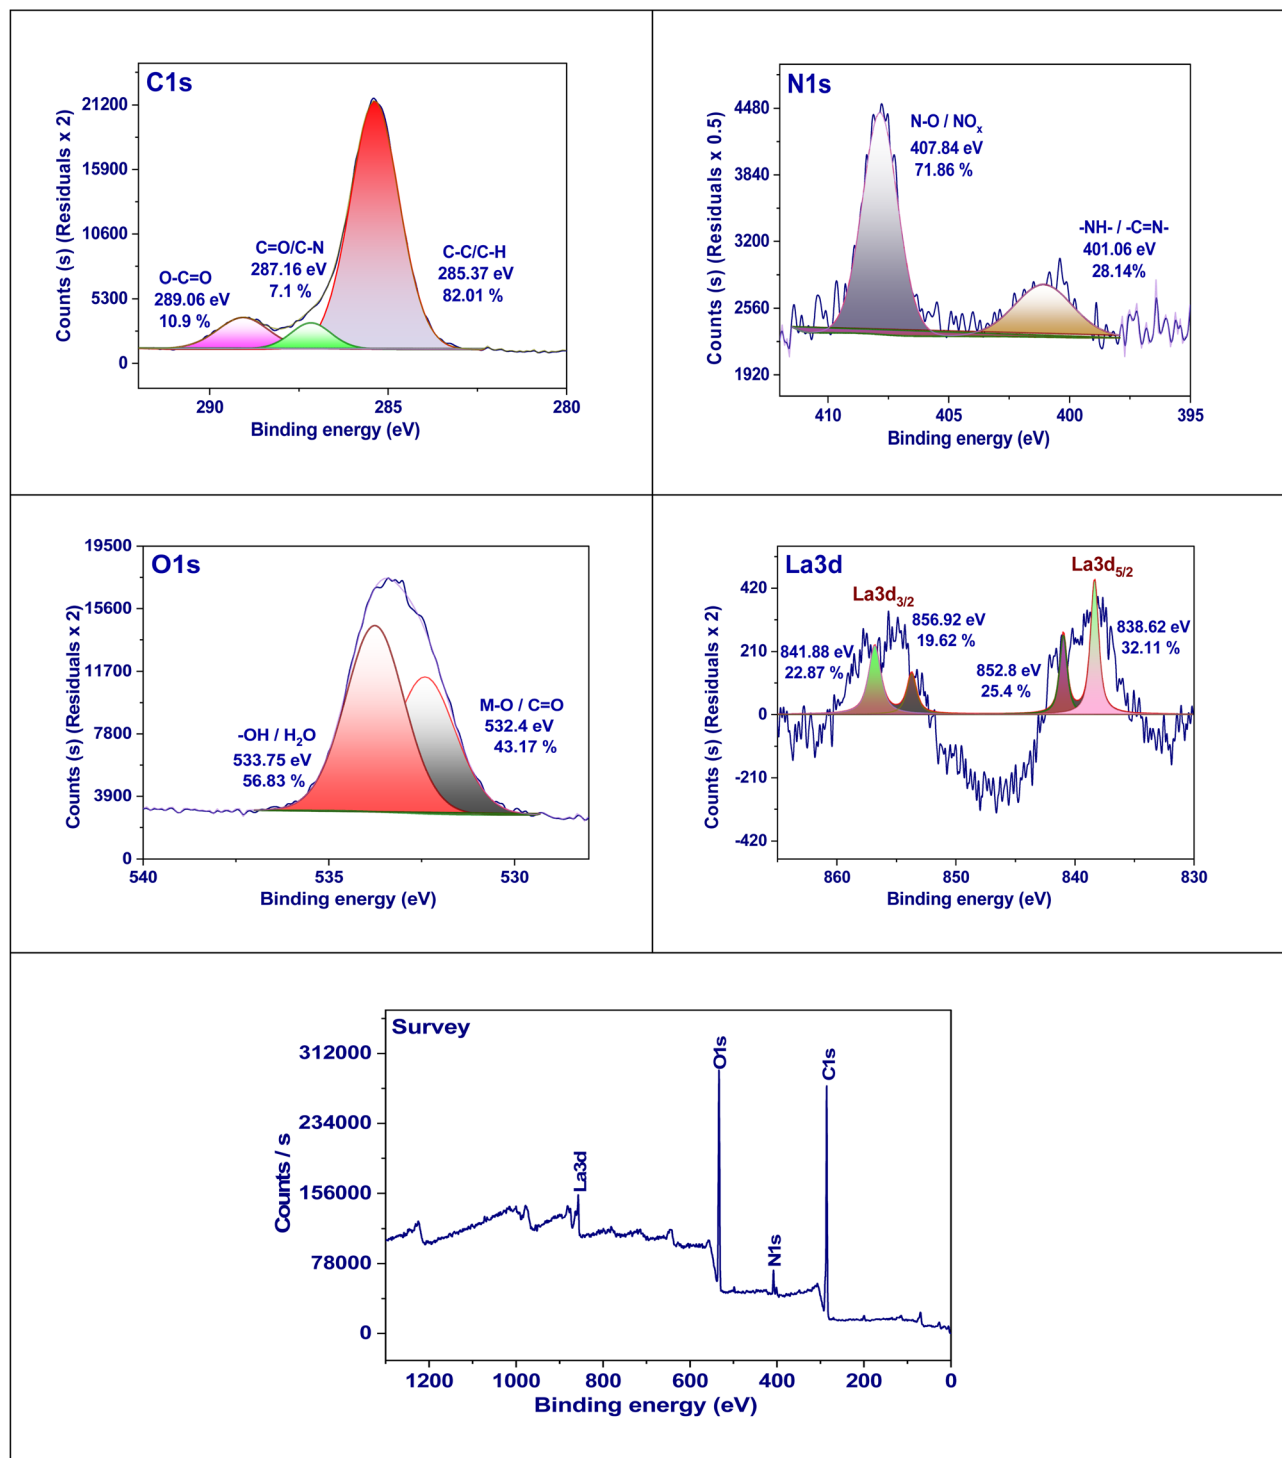 C1s
Counts (s) (Residuals x 2)
21200
15900
10600
5300
0
O-C=O
289.06 eV
10.9 %
C=O/C-N
287.16 eV
7.1 %
C-C/C-H
285.37 eV
82.01 %
290 285 280
Binding energy (eV)
N1s
Counts (s) (Residuals x 0.5)
4480
3840
3200
2560
1920
N-O / NOx
407.84 eV
71.86 %
-NH- / -C=N-
401.06 eV
28.14%
410 405 400 395
Binding energy (eV)
O1s
Counts (s) (Residuals x 2)
19500
15600
11700
7800
3900
0
-OH / H2O
533.75 eV
56.83 %
M-O / C=O
532.4 eV
43.17 %
540 535 530
Binding energy (eV)
La3d
Counts (s) (Residuals x 2)
420
210
0
-210
-420
La3d3/2
La3d5/2
841.88 eV
22.87 %
856.92 eV
19.62 %
852.8 eV
25.4 %
838.62 eV
32.11 %
860 850 840 830
Binding energy (eV)
Survey
Counts / s
312000
234000
156000
78000
0
La3d
O1s
N1s
C1s
1200 1000 800 600 400 200 0
Binding energy (eV)